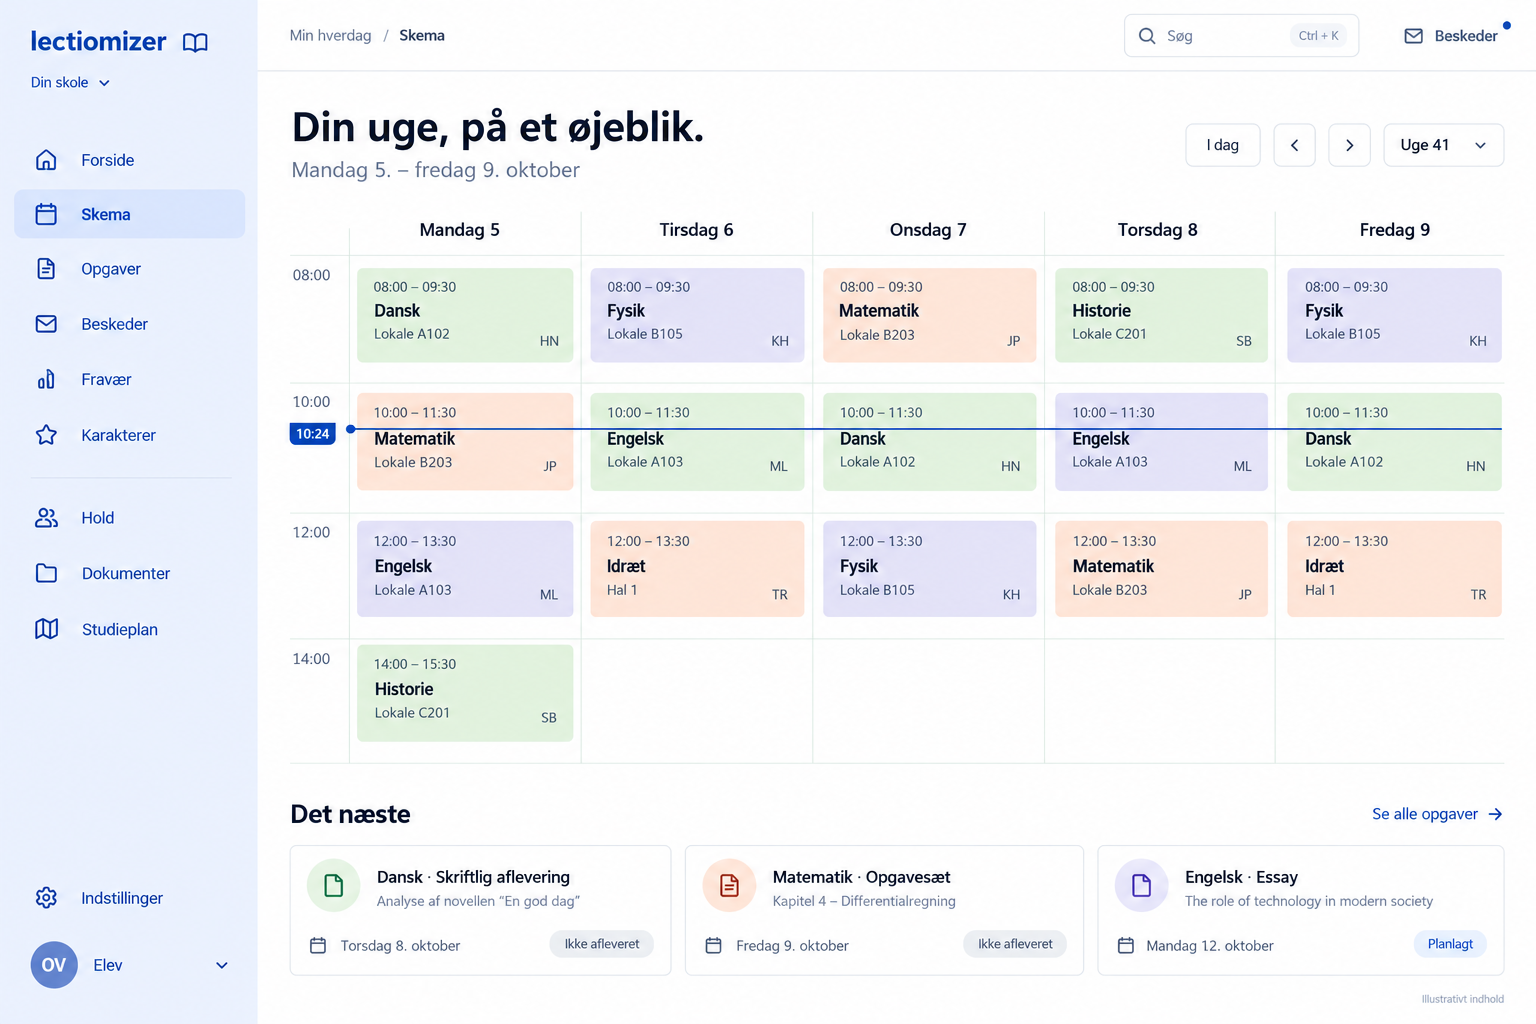 lectiomizer
Din skole
Forside
Skema
Opgaver
Beskeder
Fravær
Karakterer
Hold
Dokumenter
Studieplan
Indstillinger
OV Elev
Min hverdag / Skema
Søg Ctrl + K
Beskeder
Din uge, på et øjeblik.
Mandag 5. – fredag 9. oktober
I dag
Uge 41
Mandag 5 Tirsdag 6 Onsdag 7 Torsdag 8 Fredag 9
08:00
08:00 – 09:30
Dansk
Lokale A102
HN
08:00 – 09:30
Fysik
Lokale B105
KH
08:00 – 09:30
Matematik
Lokale B203
JP
08:00 – 09:30
Historie
Lokale C201
SB
08:00 – 09:30
Fysik
Lokale B105
KH
10:00
10:24
10:00 – 11:30
Matematik
Lokale B203
JP
10:00 – 11:30
Engelsk
Lokale A103
ML
10:00 – 11:30
Dansk
Lokale A102
HN
10:00 – 11:30
Engelsk
Lokale A103
ML
10:00 – 11:30
Dansk
Lokale A102
HN
12:00
12:00 – 13:30
Engelsk
Lokale A103
ML
12:00 – 13:30
Idræt
Hal 1
TR
12:00 – 13:30
Fysik
Lokale B105
KH
12:00 – 13:30
Matematik
Lokale B203
JP
12:00 – 13:30
Idræt
Hal 1
TR
14:00
14:00 – 15:30
Historie
Lokale C201
SB
Det næste
Se alle opgaver
Dansk · Skriftlig aflevering
Analyse af novellen “En god dag”
Torsdag 8. oktober
Ikke afleveret
Matematik · Opgavesæt
Kapitel 4 – Differentialregning
Fredag 9. oktober
Ikke afleveret
Engelsk · Essay
The role of technology in modern society
Mandag 12. oktober
Planlagt
Illustrativt indhold